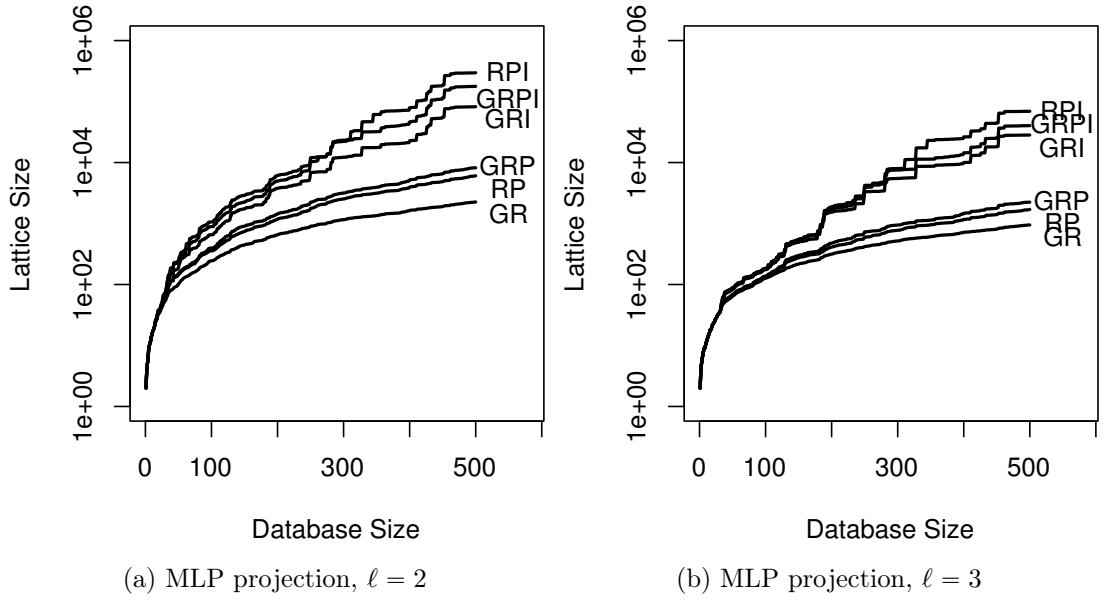 1e+06
1e+04
1e+02
1e+00
Lattice Size
RPI
GRPI
GRI
GRP
RP
GR
0 100 300 500
Database Size
(a) MLP projection, ℓ = 2
1e+06
1e+04
1e+02
1e+00
Lattice Size
RPI
GRPI
GRI
GRP
RP
GR
0 100 300 500
Database Size
(b) MLP projection, ℓ = 3